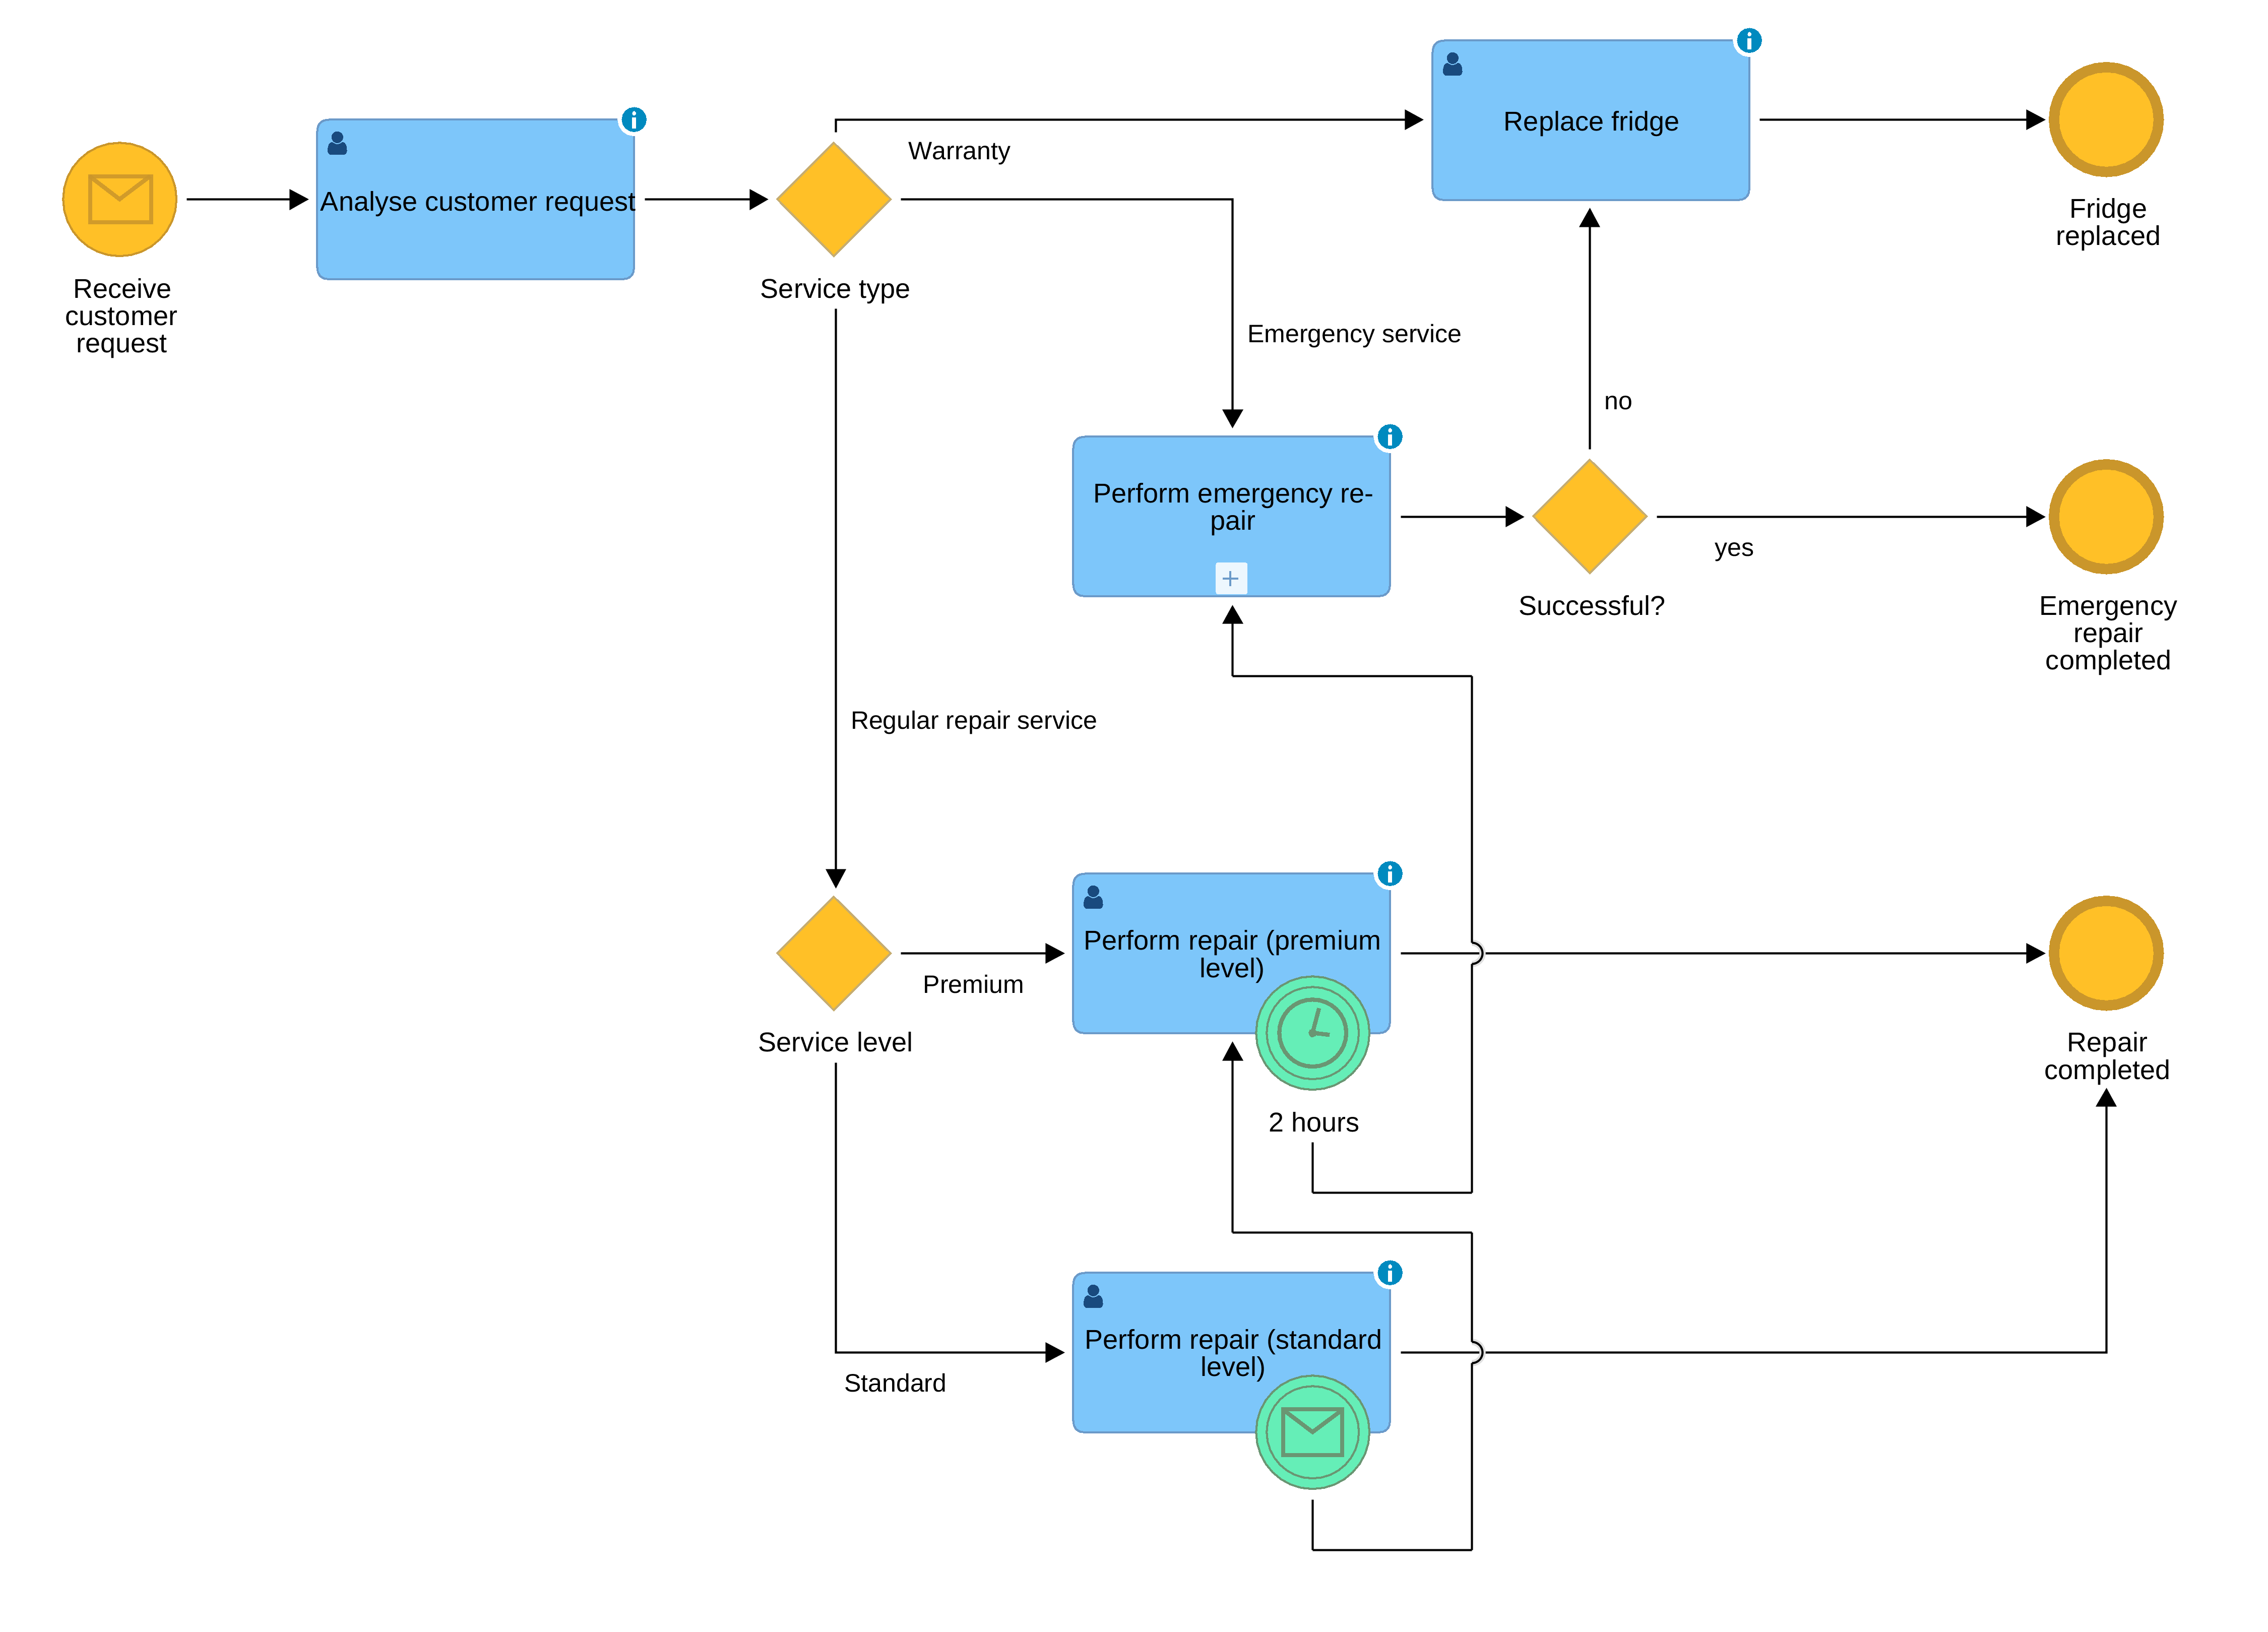 Replace fridge
Warranty
Analyse customer request
Fridge
replaced
Receive
customer
request
Service type
Emergency service
no
Perform emergency re-
pair
yes
Successful?
Emergency
repair
completed
Regular repair service
Perform repair (premium
level)
Premium
Service level
Repair
completed
2 hours
Perform repair (standard
level)
Standard